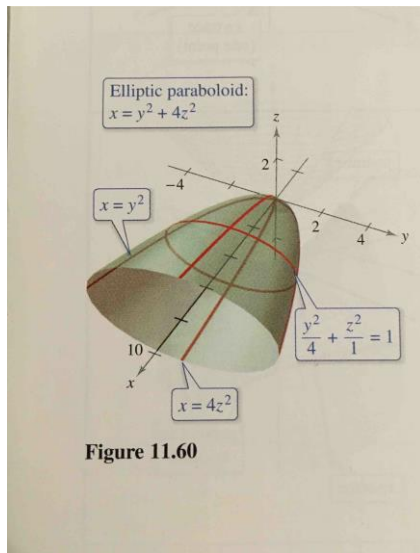 Elliptic paraboloid:
x = y² + 4z²
z
2
−4
x = y²
2
4
y
y²/4 + z²/1 = 1
10
x
x = 4z²
Figure 11.60